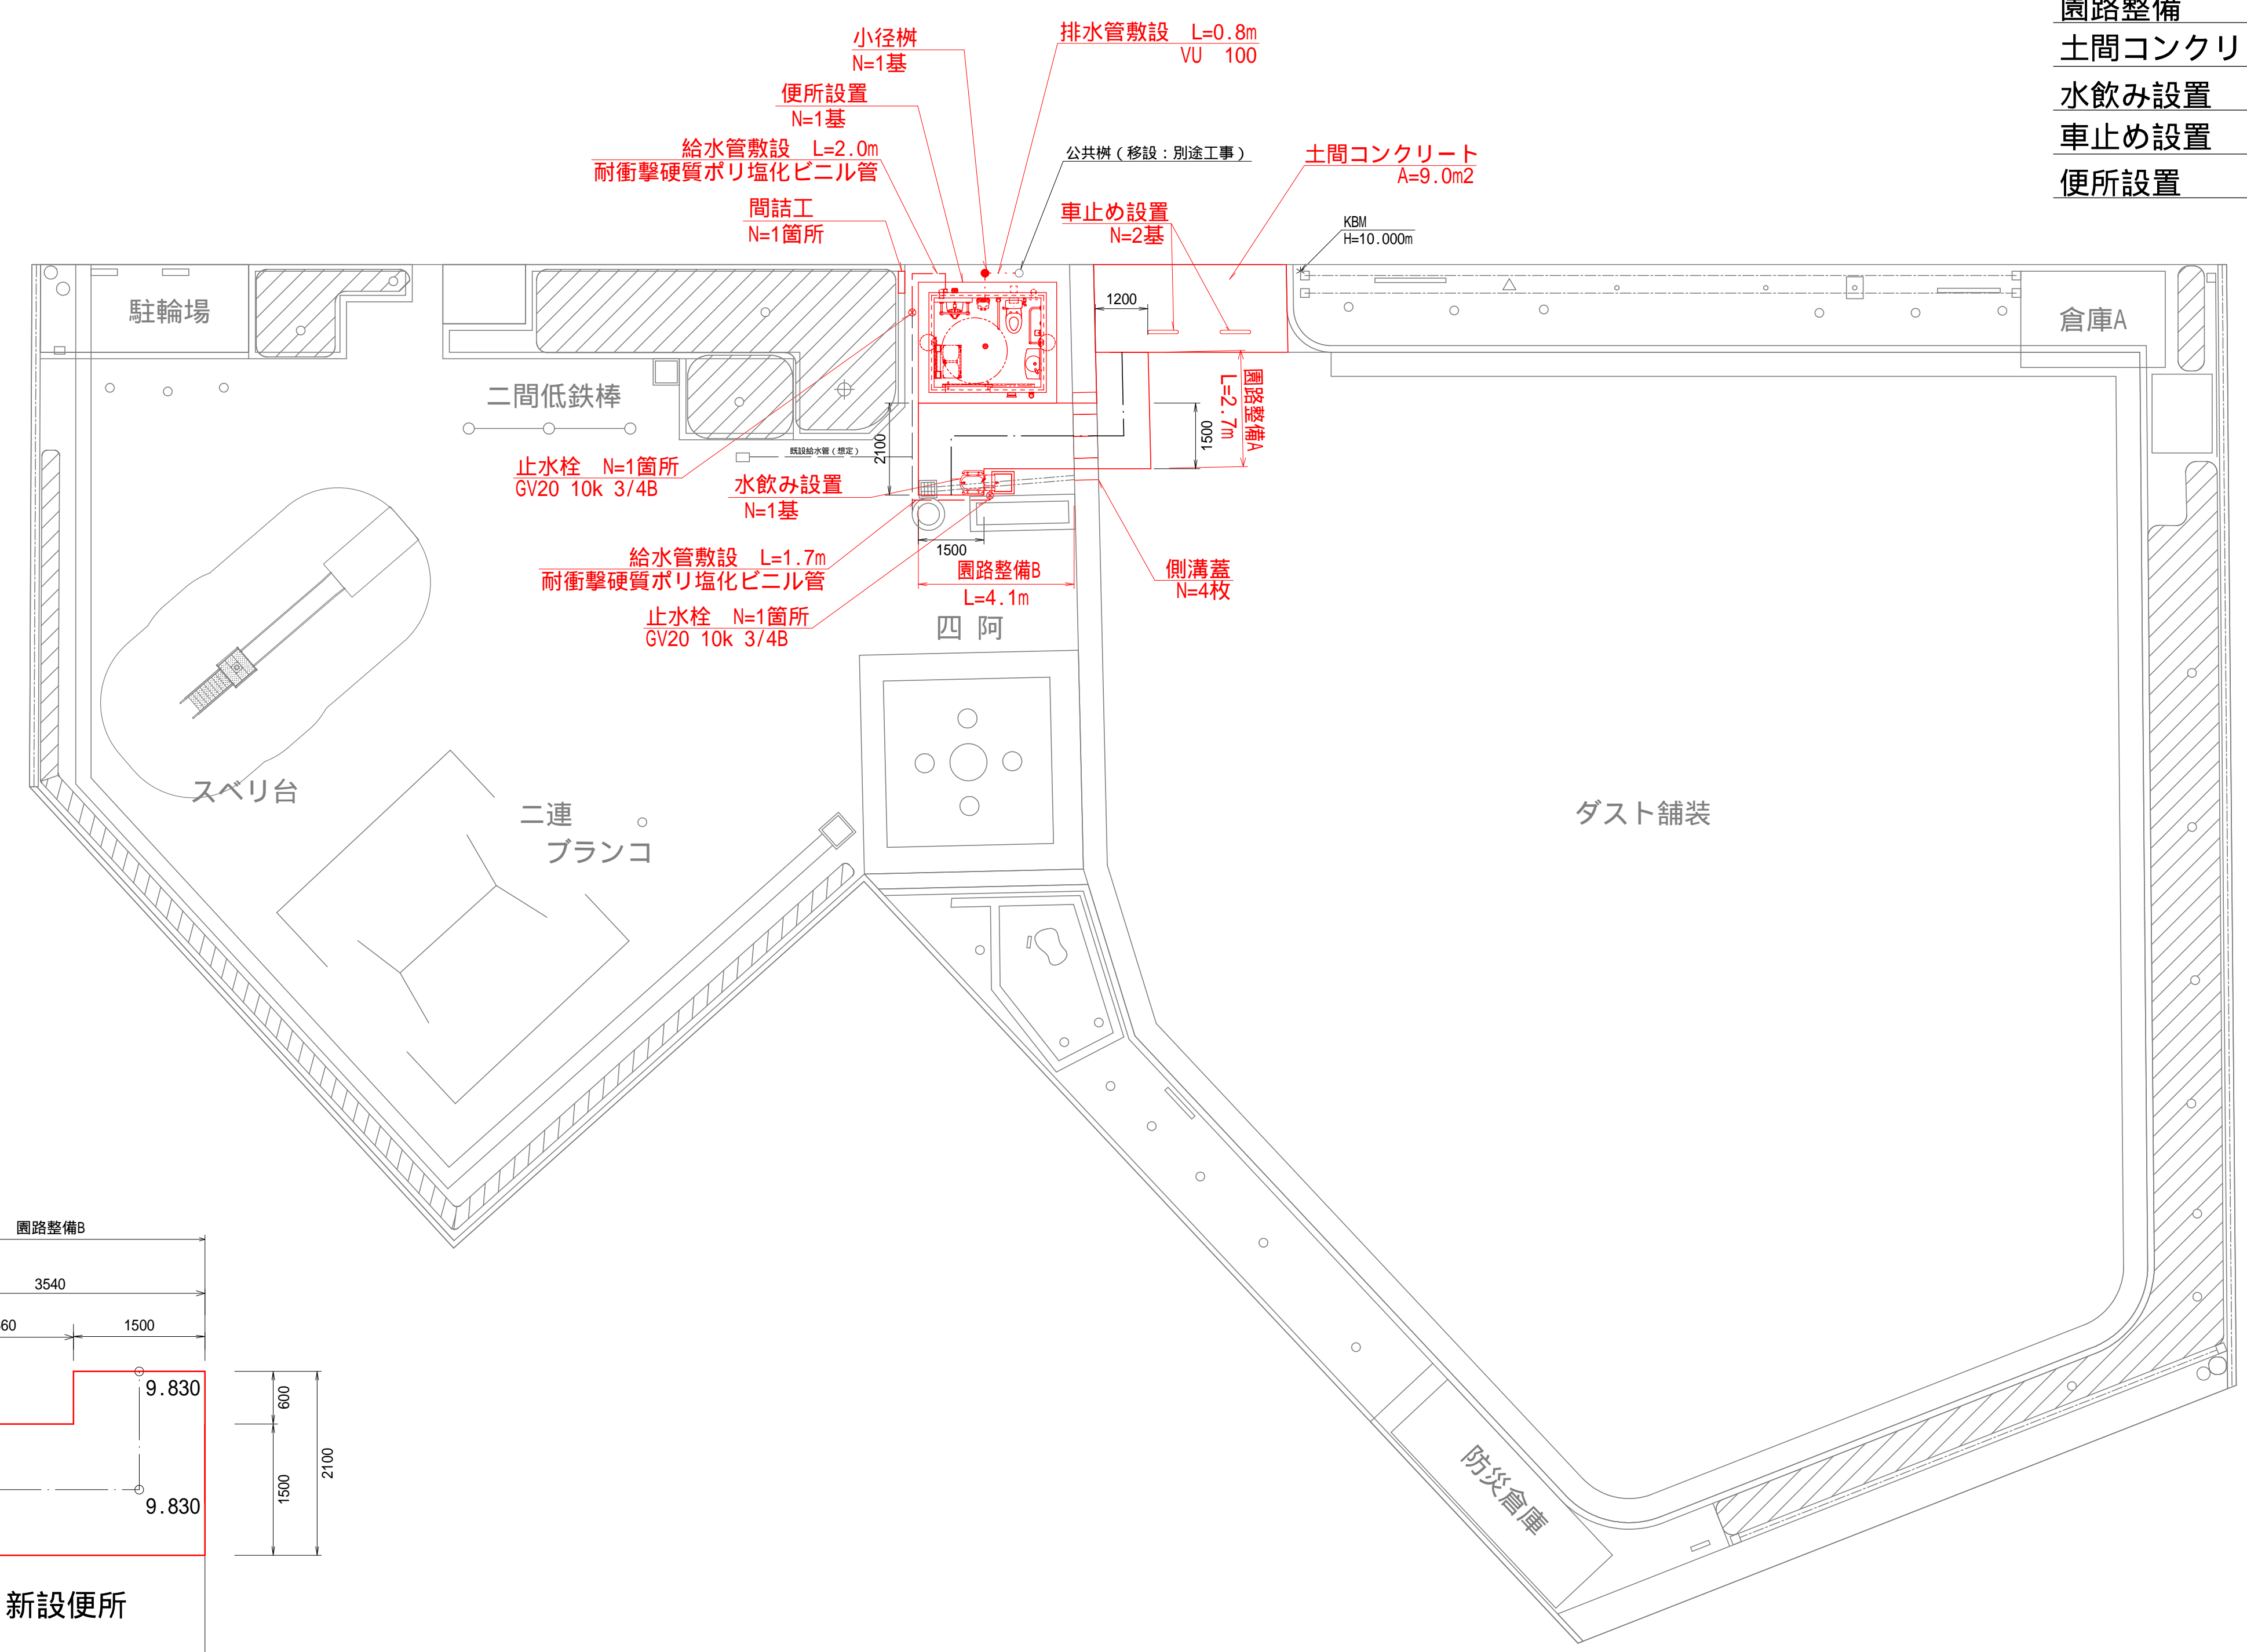 園路整備
土間コンクリ
水飲み設置
車止め設置
便所設置
小径桝
N=1基
排水管敷設 L=0.8m
VU 100
便所設置
N=1基
給水管敷設 L=2.0m
耐衝撃硬質ポリ塩化ビニル管
公共桝（移設：別途工事）
土間コンクリート
A=9.0m2
間詰工
N=1箇所
車止め設置
N=2基
KBM
H=10.000m
駐輪場
1200
倉庫A
二間低鉄棒
園路整備A
L=2.7m
1500
2100
既設給水管（想定）
止水栓 N=1箇所
GV20 10k 3/4B
水飲み設置
N=1基
1500
給水管敷設 L=1.7m
耐衝撃硬質ポリ塩化ビニル管
園路整備B
L=4.1m
側溝蓋
N=4枚
止水栓 N=1箇所
GV20 10k 3/4B
四 阿
スベリ台
二連
ブランコ
ダスト舗装
防災倉庫
園路整備B
3540
60
1500
9.830
600
2100
1500
9.830
新設便所